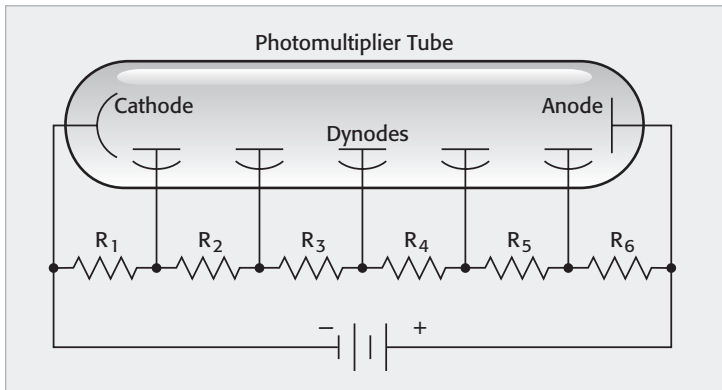 Photomultiplier Tube
Cathode
Anode
Dynodes
R1 R2 R3 R4 R5 R6
− +